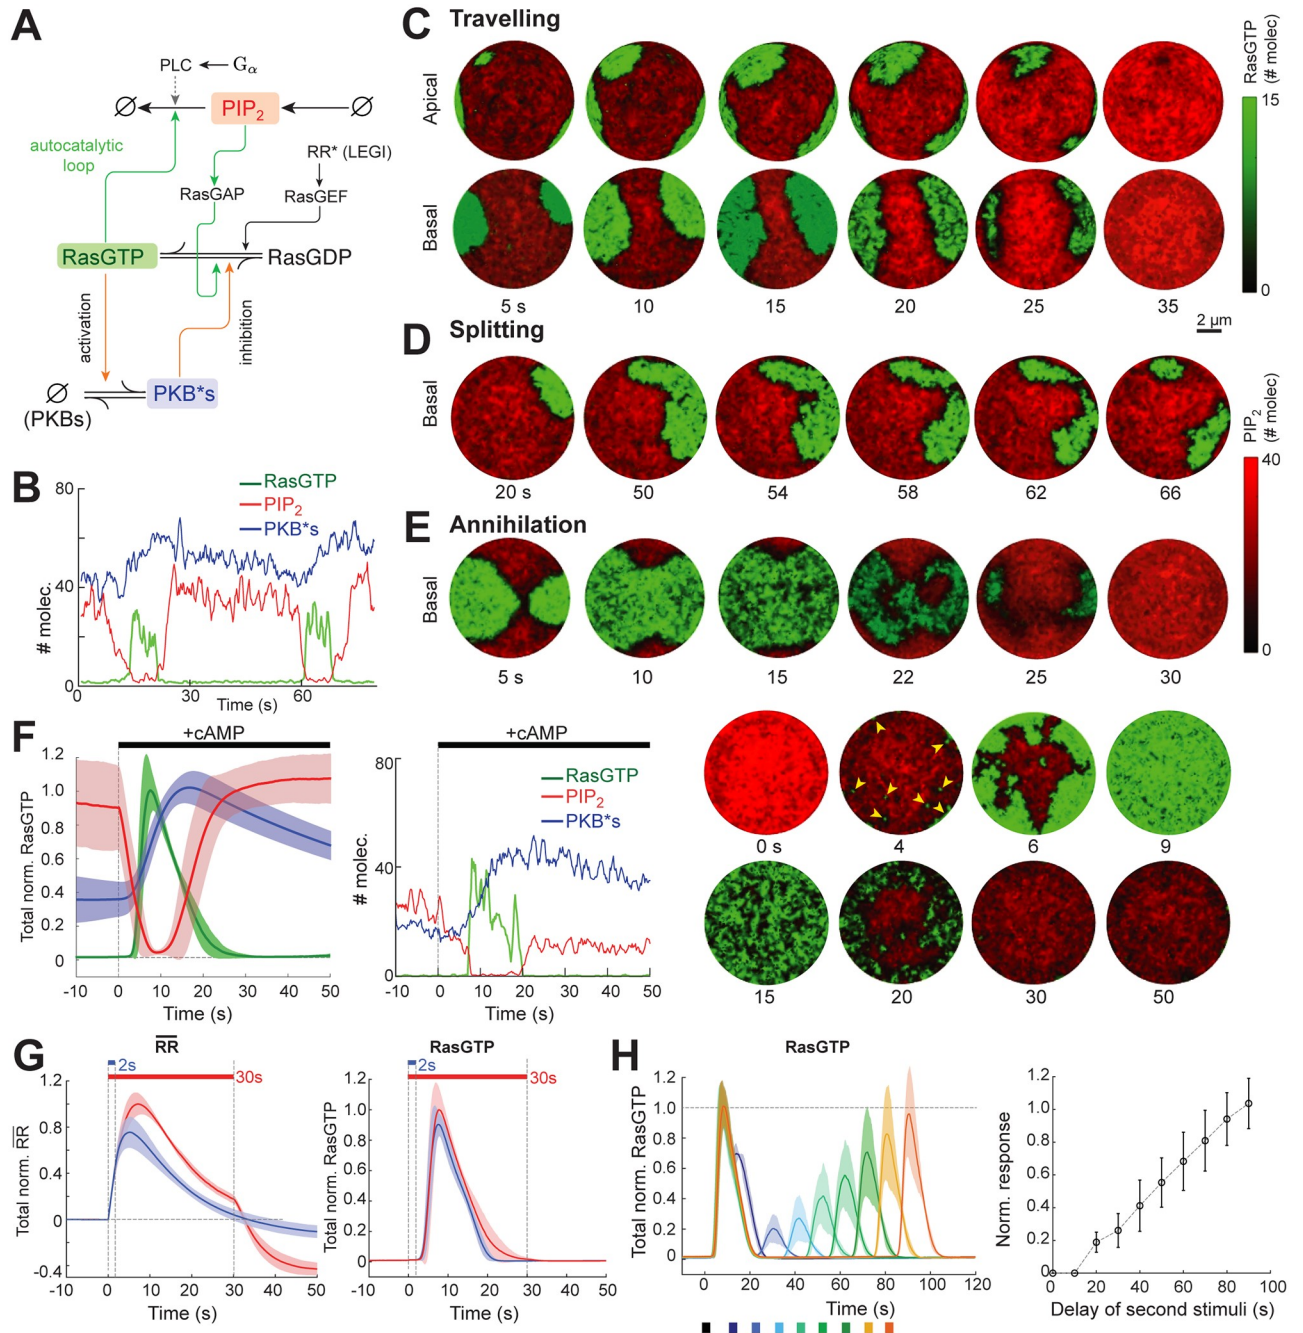 A
PLC
Gα
∅
PIP2
∅
autocatalytic
loop
RR* (LEGI)
RasGAP
RasGEF
RasGTP
RasGDP
activation
inhibition
∅
(PKBs)
PKB*s
B
RasGTP
PIP2
PKB*s
80
40
0
# molec.
0
30
60
Time (s)
C
Travelling
Apical
Basal
5 s
10
15
20
25
35
RasGTP
(# molec)
15
0
2 µm
D
Splitting
Basal
20 s
50
54
58
62
66
PIP2
(# molec)
40
0
E
Annihilation
Basal
5 s
10
15
22
25
30
F
+cAMP
Total norm. RasGTP
1.2
1.0
0.8
0.6
0.4
0.2
0
-10
0
10
20
30
40
50
Time (s)
+cAMP
RasGTP
PIP2
PKB*s
# molec.
80
40
0
-10
0
10
20
30
40
50
Time (s)
0 s
4
6
9
15
20
30
50
G
RR
2s
30s
Total norm. RR
1.2
0.8
0.4
0
-0.4
-10
0
10
20
30
40
50
Time (s)
RasGTP
2s
30s
Total norm. RasGTP
1.2
1.0
0.8
0.6
0.4
0.2
0
-10
0
10
20
30
40
50
Time (s)
H
RasGTP
Total norm. RasGTP
1.2
1.0
0.8
0.6
0.4
0.2
0
0
20
40
60
80
100
120
Time (s)
Norm. response
1.2
1.0
0.8
0.6
0.4
0.2
0
0
20
40
60
80
100
Delay of second stimuli (s)